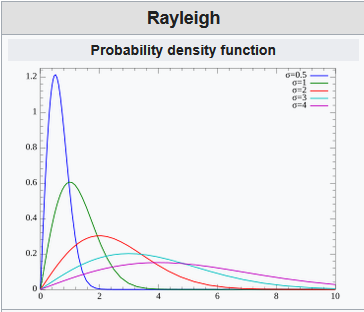 Rayleigh
Probability density function
σ=0.5
σ=1
σ=2
σ=3
σ=4
1.2
1
0.8
0.6
0.4
0.2
0
0 2 4 6 8 10